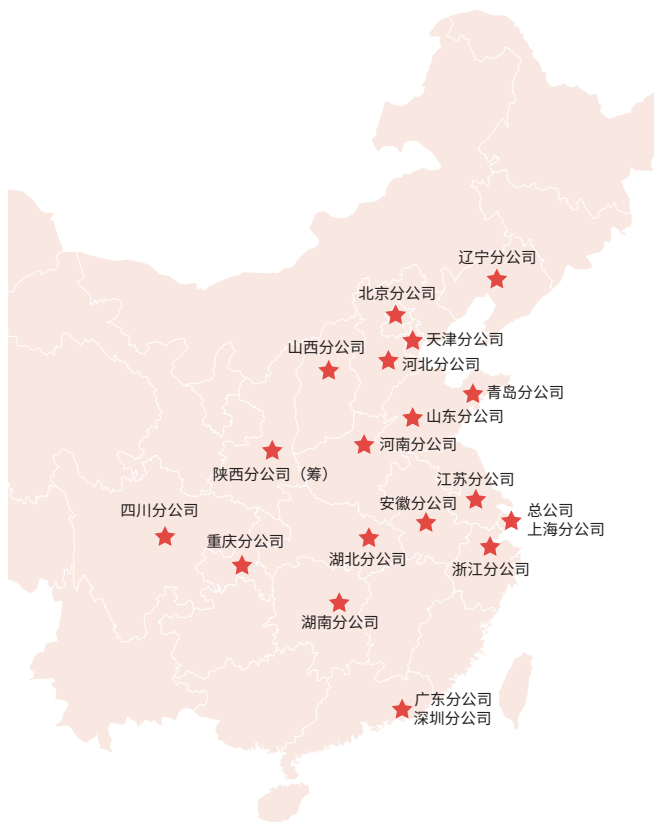 辽宁分公司
北京分公司
天津分公司
山西分公司
河北分公司
青岛分公司
山东分公司
河南分公司
陕西分公司（筹）
江苏分公司
安徽分公司
四川分公司
总公司
上海分公司
重庆分公司
湖北分公司
浙江分公司
湖南分公司
广东分公司
深圳分公司